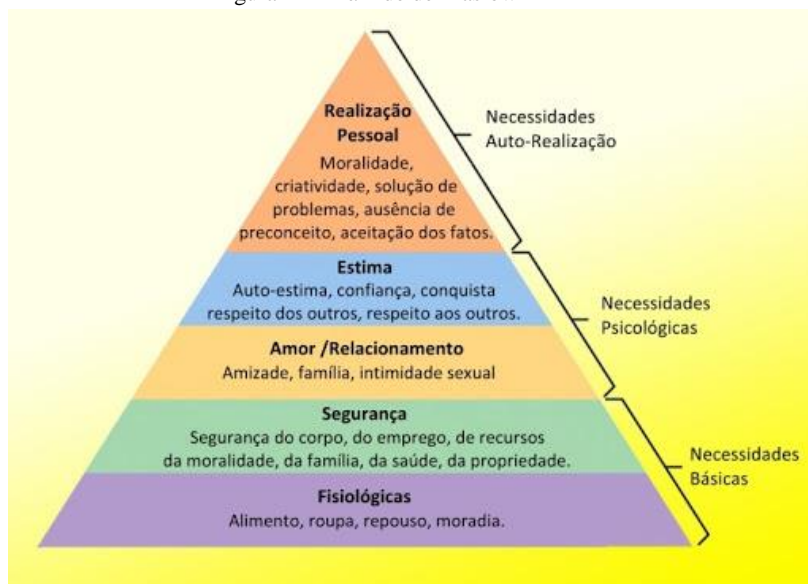 Realização
Pessoal
Moralidade,
criatividade, solução de
problemas, ausência de
preconceito, aceitação dos fatos.
Necessidades
Auto-Realização
Estima
Auto-estima, confiança, conquista
respeito dos outros, respeito aos outros.
Amor /Relacionamento
Amizade, família, intimidade sexual
Necessidades
Psicológicas
Segurança
Segurança do corpo, do emprego, de recursos
da moralidade, da família, da saúde, da propriedade.
Fisiológicas
Alimento, roupa, repouso, moradia.
Necessidades
Básicas